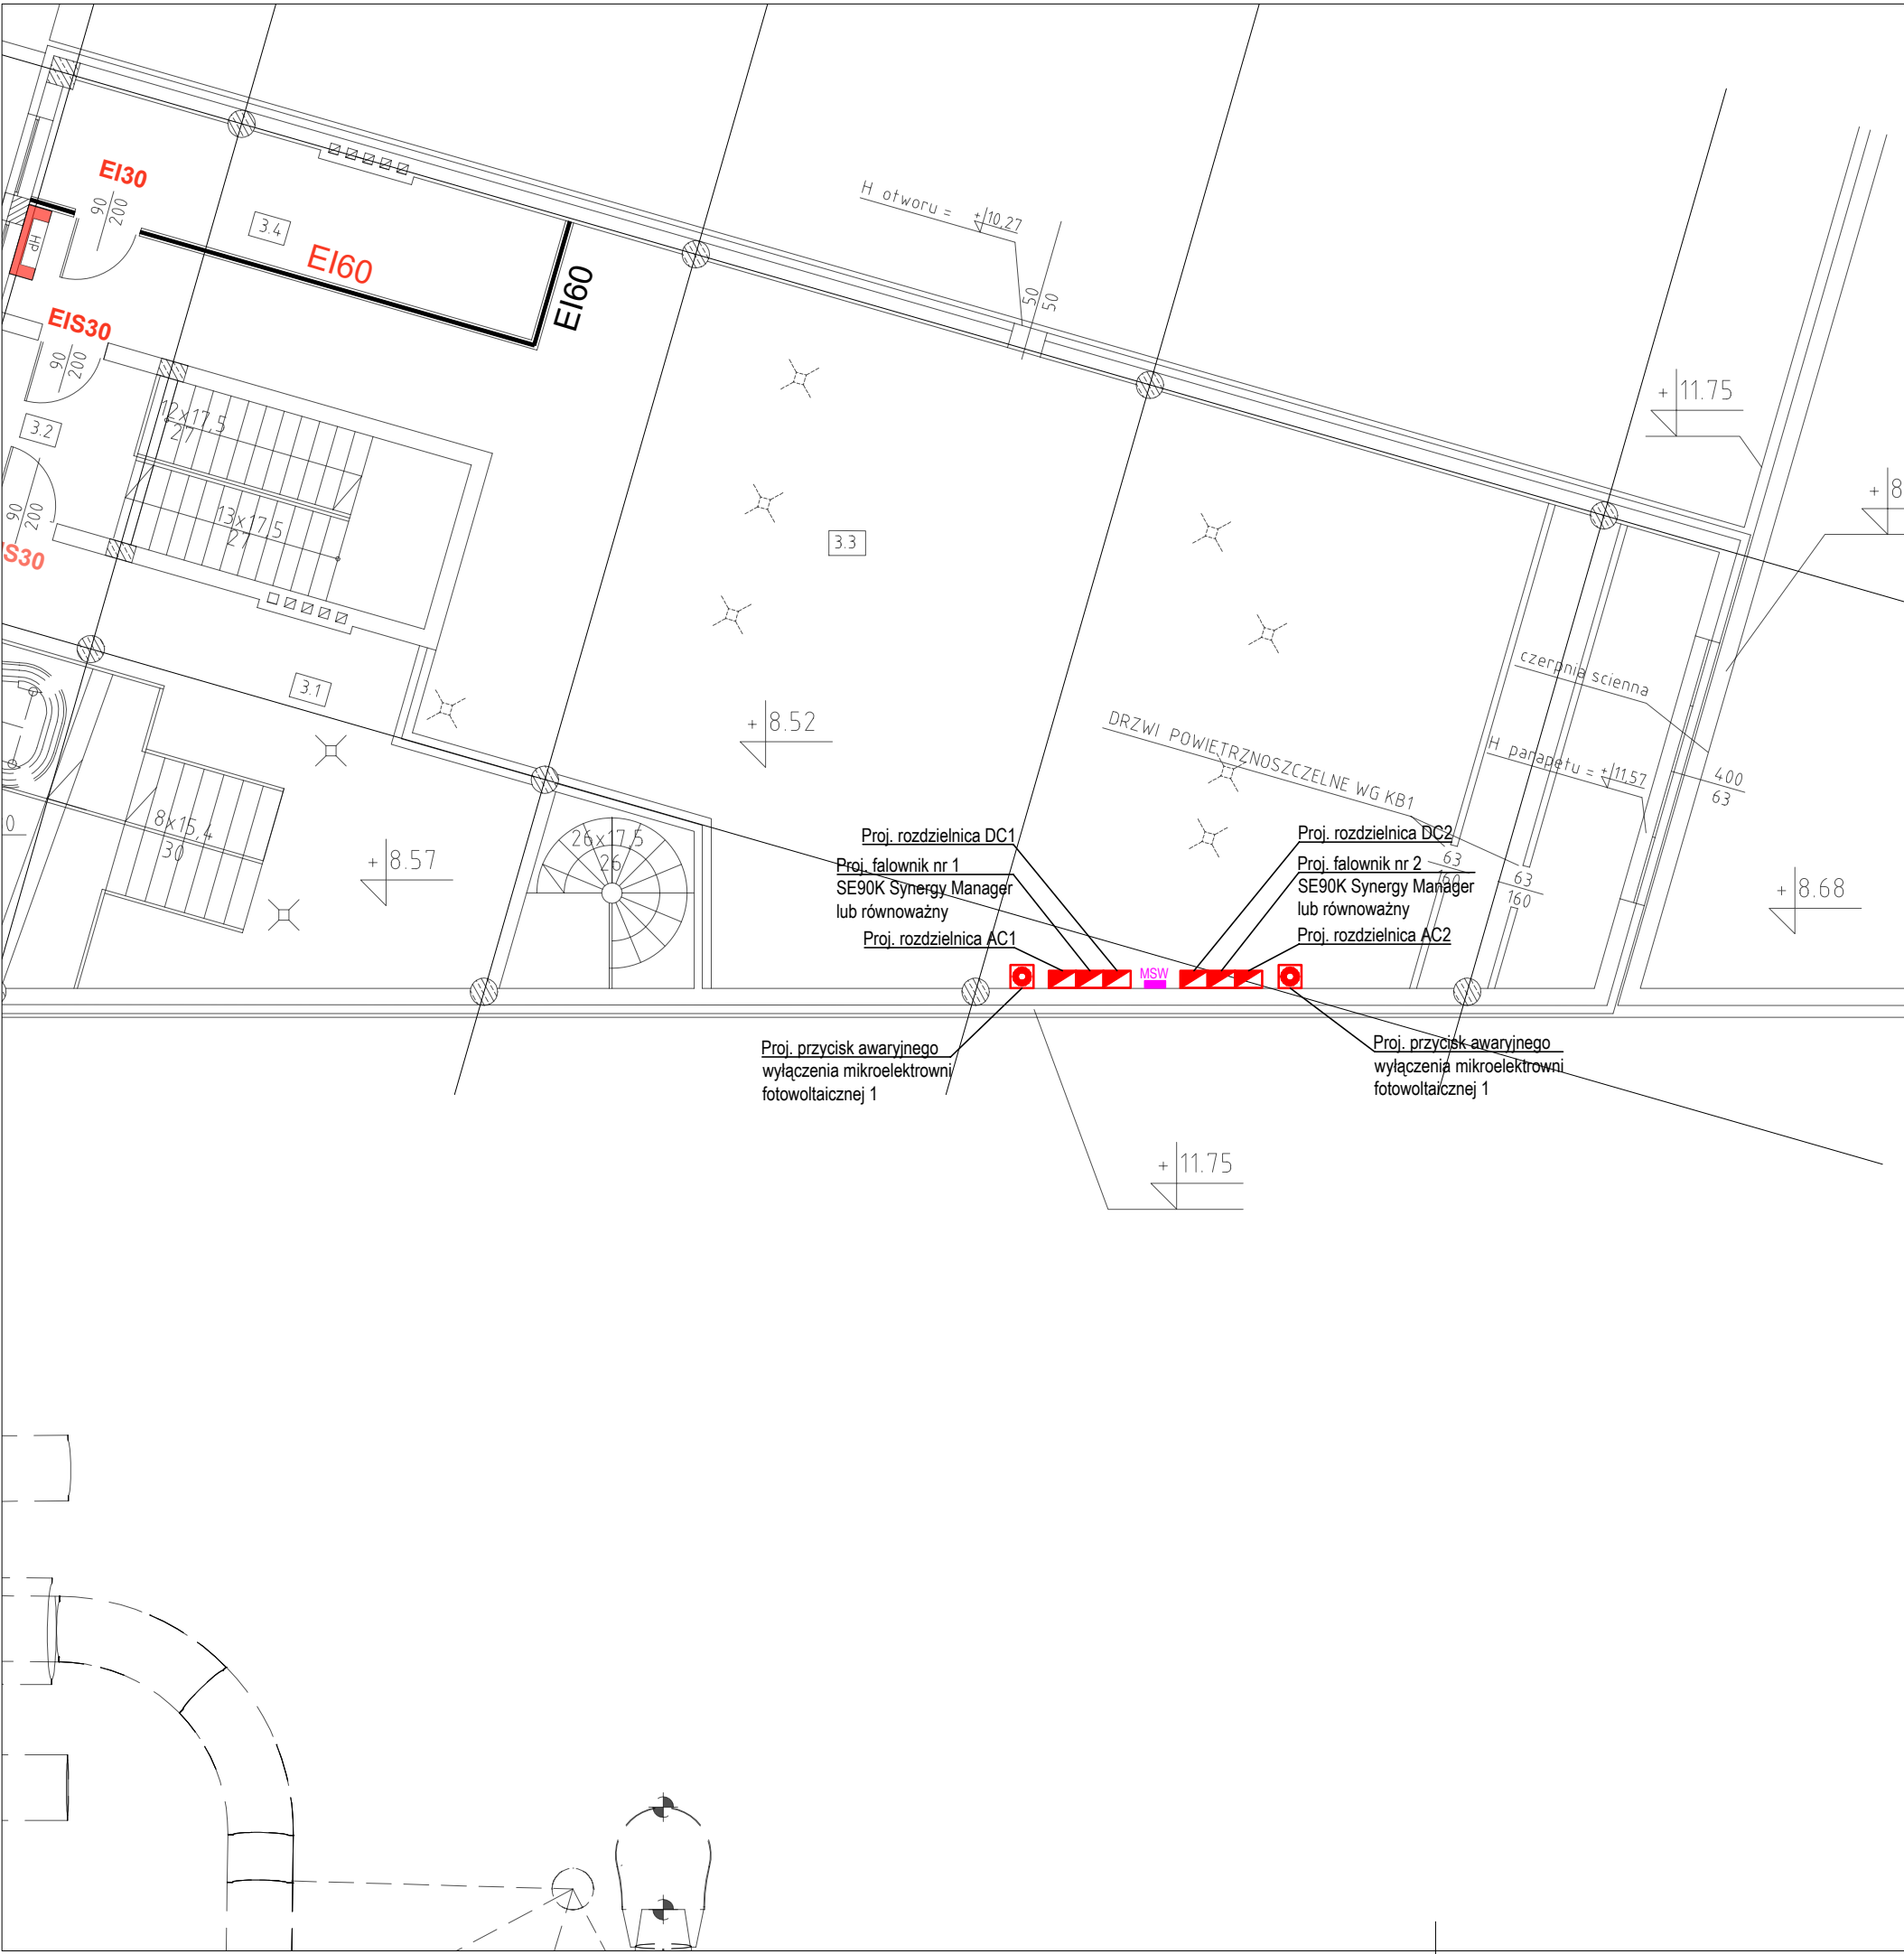 EI30
90
200
HP
3.4
EI60
EI60
H otworu = +10,27
50
50
EIS30
90
200
3.2
12x17,5
27
90
200
13x17,5
27
3.3
+11.75
3.1
+8.52
czerpnia scienna
DRZWI POWIETRZNOSZCZELNE WG KB1
H parapetu = +11,57
400
63
8x15,4
30
+8.57
26x17,5
26
Proj. rozdzielnica DC1
Proj. falownik nr 1
SE90K Synergy Manager
lub równoważny
Proj. rozdzielnica AC1
Proj. rozdzielnica DC2
Proj. falownik nr 2
SE90K Synergy Manager
lub równoważny
Proj. rozdzielnica AC2
63
160
63
160
+8.68
MSW
Proj. przycisk awaryjnego
wyłączenia mikroelektrowni
fotowoltaicznej 1
Proj. przycisk awaryjnego
wyłączenia mikroelektrowni
fotowoltaicznej 1
+11.75